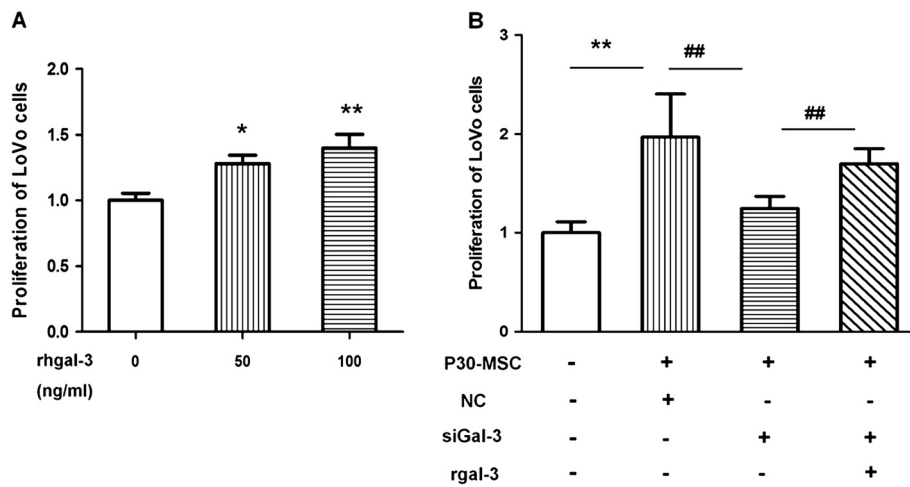 A
Proliferation of LoVo cells
2.0
1.5
1.0
0.5
0.0
*
**
rhgal-3 0 50 100
(ng/ml)
B
Proliferation of LoVo cells
3
2
1
0
** ## ##
P30-MSC - + + +
NC - + - -
siGal-3 - - + +
rgal-3 - - - +